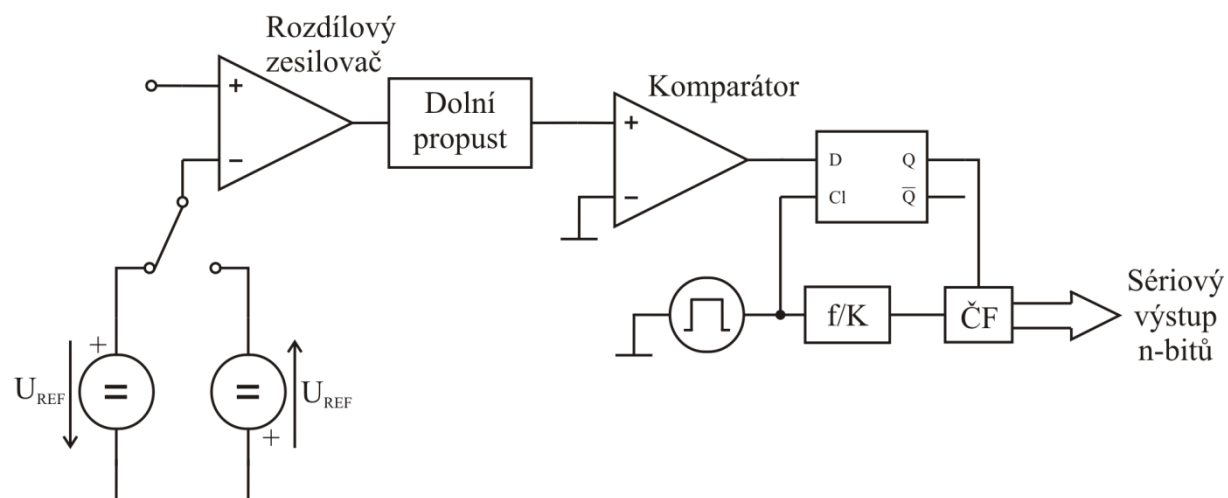 Rozdílový
zesilovač
+
−
Dolní
propust
Komparátor
+
−
D
Q
Cl
Q̅
f/K
ČF
Sériový
výstup
n-bitů
+
U_REF
=
=
U_REF
+